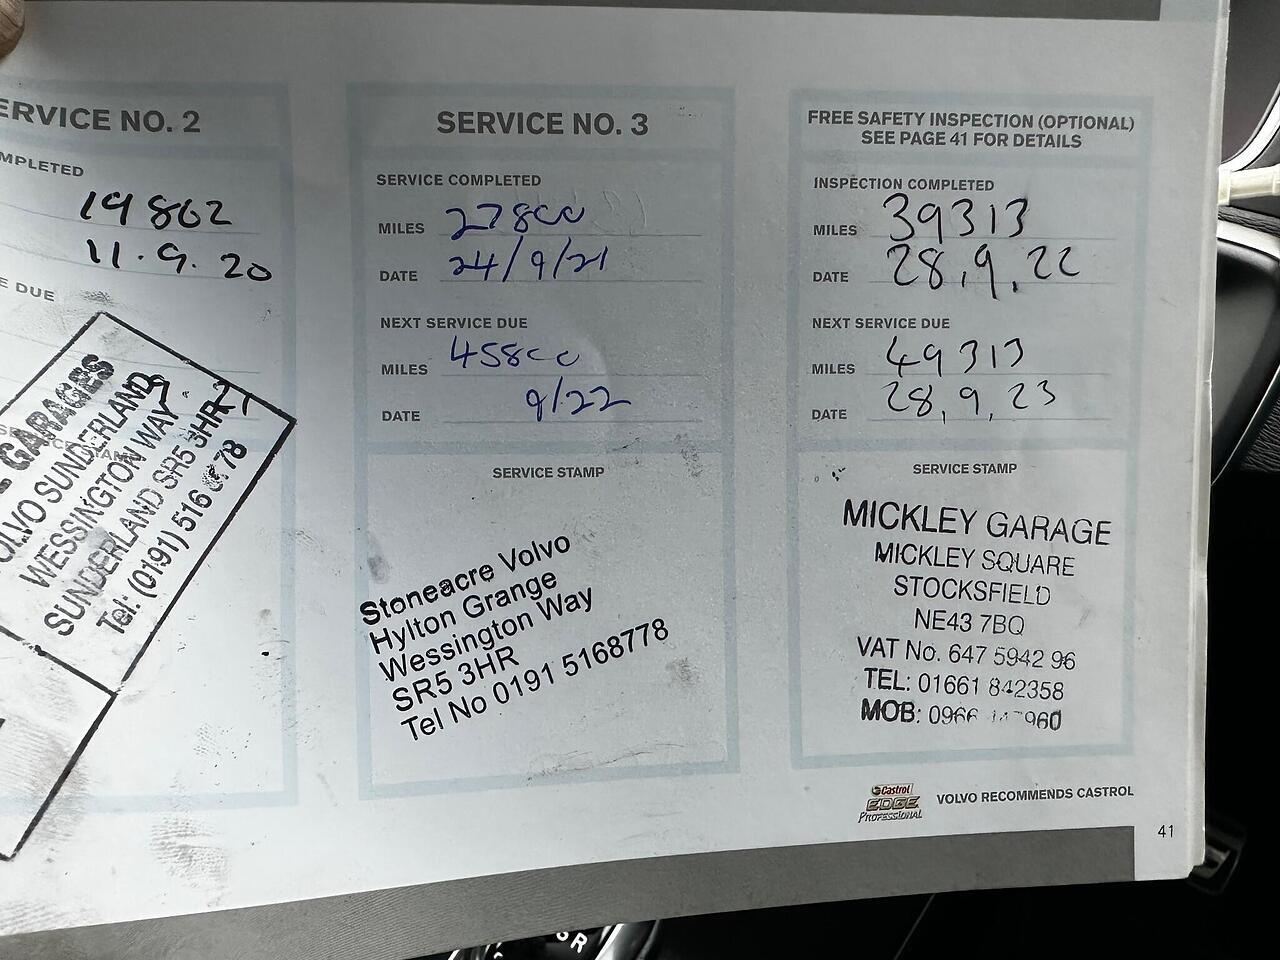 ERVICE NO. 2
MPLETED
19802
11.9.20
E DUE
GARAGES
OLVO SUNDERLAND
WESSINGTON WAY
SUNDERLAND SR5 3HR
Tel: (0191) 516 8778
SERVICE NO. 3
SERVICE COMPLETED
MILES 27800
DATE 24/9/21
NEXT SERVICE DUE
MILES 45800
DATE 9/22
SERVICE STAMP
Stoneacre Volvo
Hylton Grange
Wessington Way
SR5 3HR
Tel No 0191 5168778
FREE SAFETY INSPECTION (OPTIONAL)
SEE PAGE 41 FOR DETAILS
INSPECTION COMPLETED
MILES 39313
DATE 28,9,22
NEXT SERVICE DUE
MILES 49313
DATE 28,9,23
SERVICE STAMP
MICKLEY GARAGE
MICKLEY SQUARE
STOCKSFIELD
NE43 7BQ
VAT No. 647 5942 96
TEL: 01661 842358
MOB:
Castrol
EDGE
PROFESSIONAL
VOLVO RECOMMENDS CASTROL
41